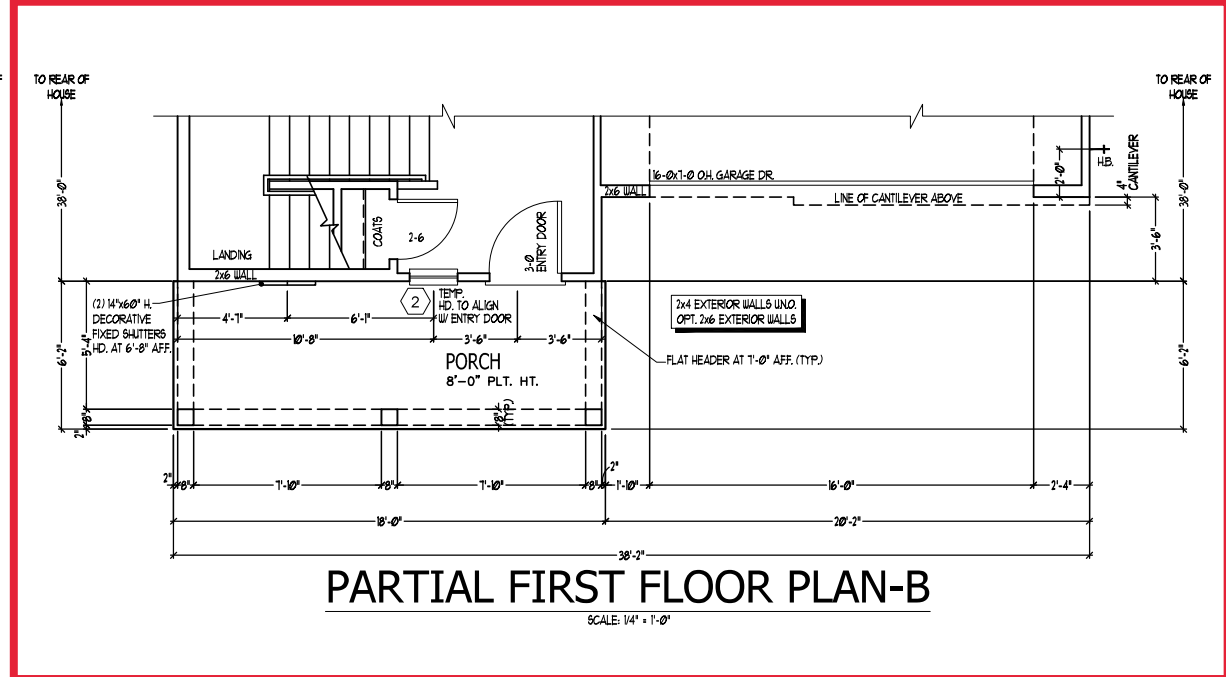 TO REAR OF
HOUSE
TO REAR OF
HOUSE
38'-0"
H.B.
2'-0"
4"
CANTILEVER
38'-0"
16-0x7-0 O.H. GARAGE DR.
2x6 WALL
LINE OF CANTILEVER ABOVE
3'-6"
COATS
2-6
3-0
ENTRY DOOR
LANDING
2x6 WALL
(2) 14"x60" H.
DECORATIVE
FIXED SHUTTERS
HD. AT 6'-8" AFF.
2
TEMP.
HD. TO ALIGN
W/ ENTRY DOOR
2x4 EXTERIOR WALLS U.N.O.
OPT. 2x6 EXTERIOR WALLS
4'-7"
6'-1"
10'-8"
3'-6"
3'-6"
FLAT HEADER AT 7'-0" AFF. (TYP.)
PORCH
8'-0" PLT. HT.
6'-2"
5'-4"
6'-2"
8"
2"
8"
(TYP.)
2"
8"
7'-10"
8"
7'-10"
8"
2"
1'-10"
16'-0"
2'-4"
18'-0"
20'-2"
38'-2"
PARTIAL FIRST FLOOR PLAN-B
SCALE: 1/4" = 1'-0"